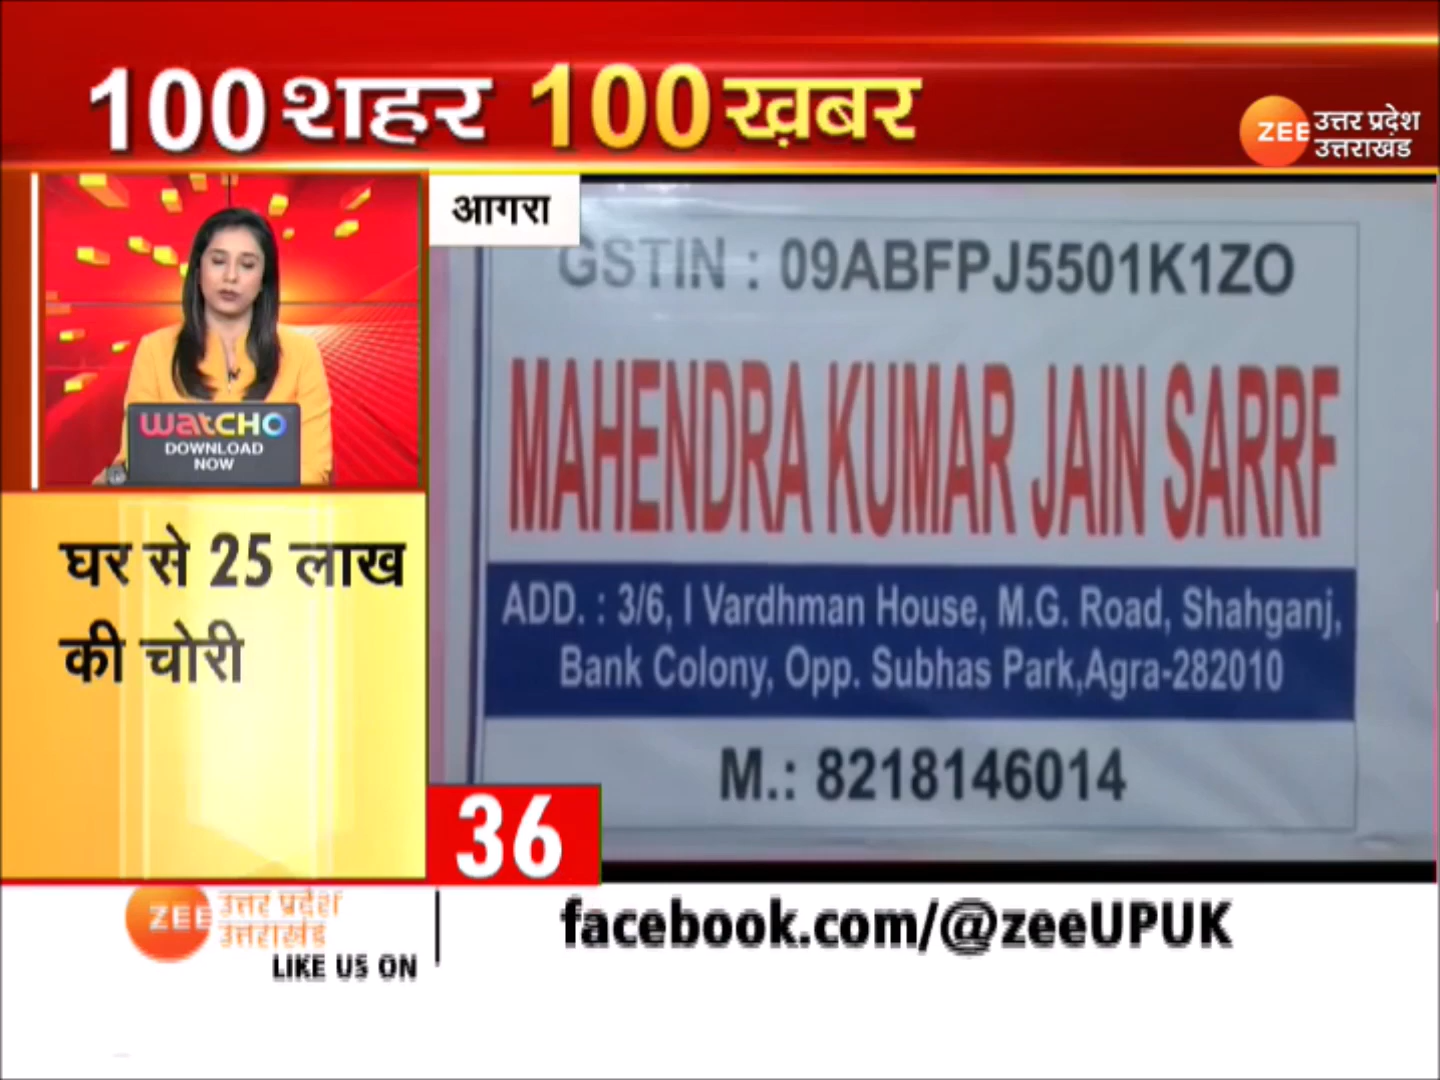 100 शहर 100 ख़बर
ZEE उत्तर प्रदेश
उत्तराखंड
आगरा
GSTIN : 09ABFPJ5501K1ZO
MAHENDRA KUMAR JAIN SARRF
ADD. : 3/6, I Vardhman House, M.G. Road, Shahganj,
Bank Colony, Opp. Subhas Park,Agra-282010
M.: 8218146014
WATCHO
DOWNLOAD
NOW
घर से 25 लाख
की चोरी
36
ZEE उत्तर प्रदेश
उत्तराखंड
LIKE US ON
facebook.com/@zeeUPUK